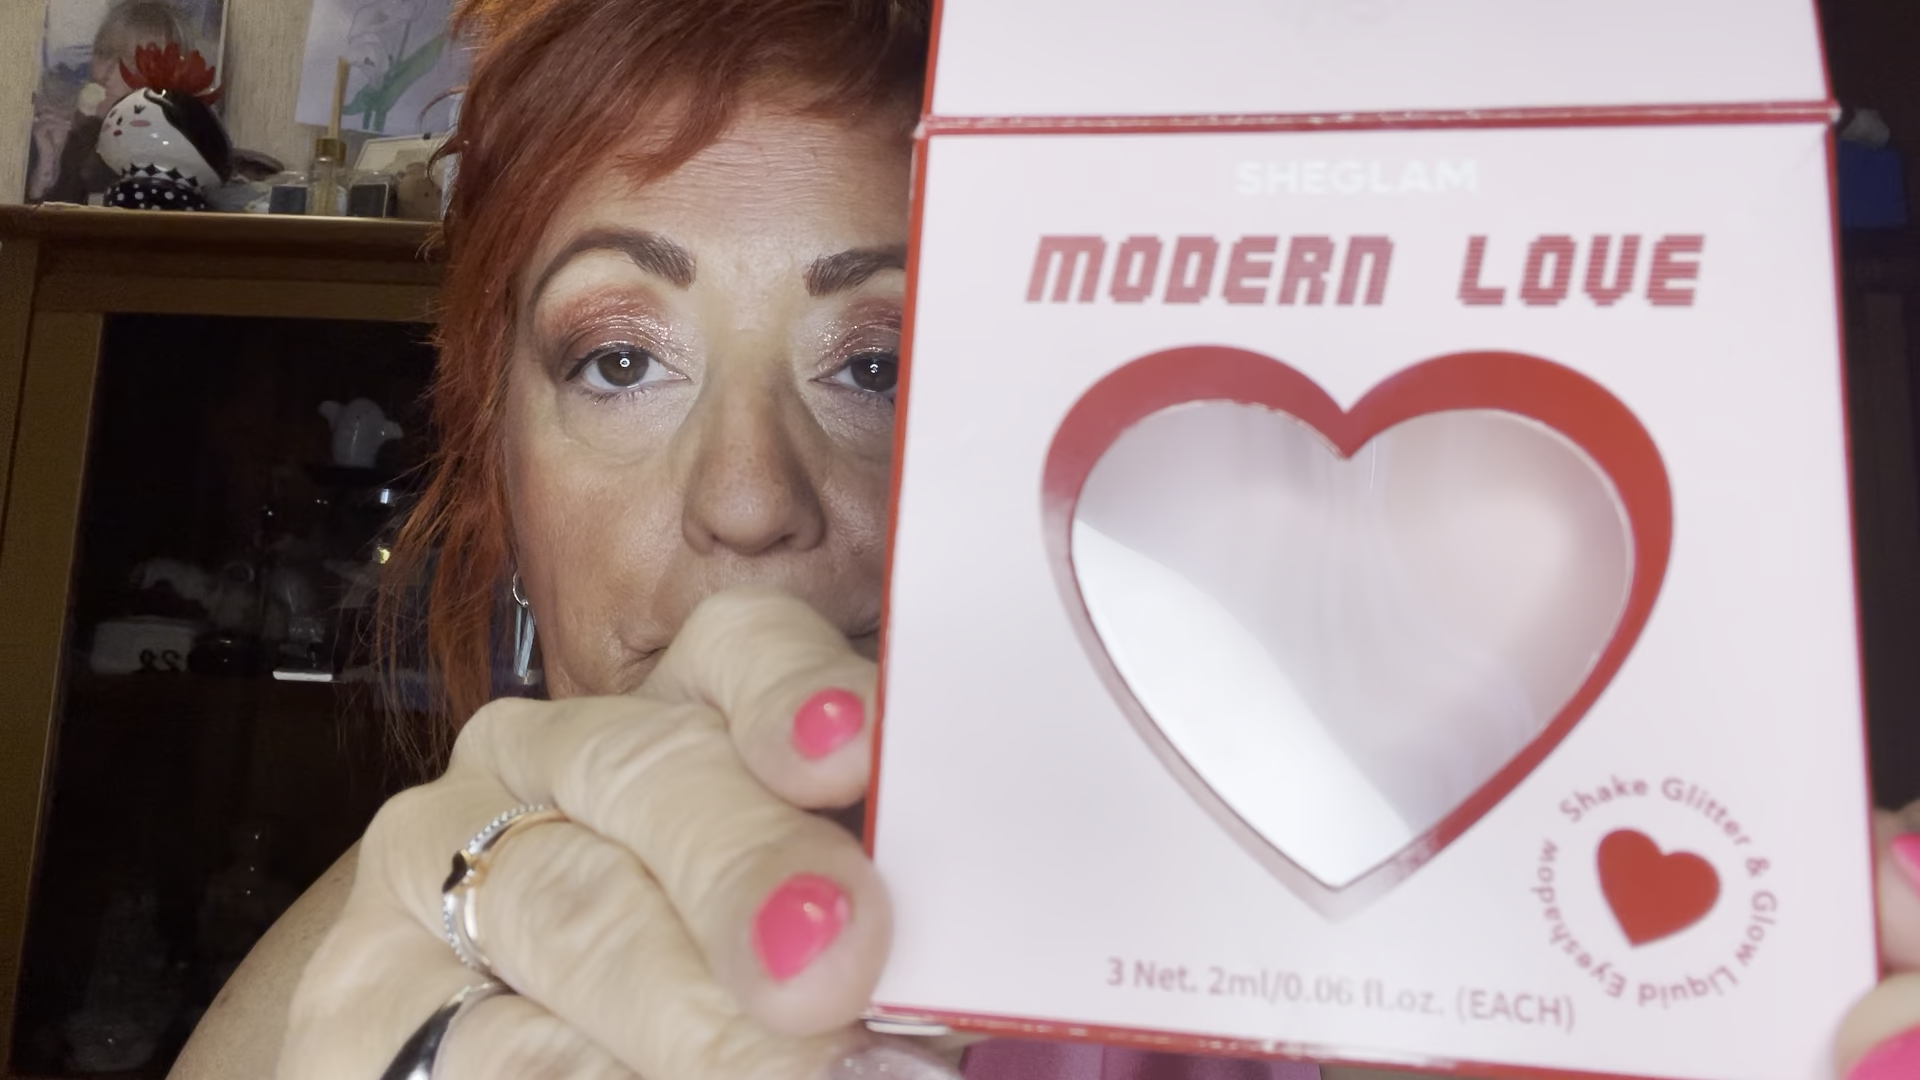 SHEGLAM
MODERN LOVE
Shake Glitter & Glow Liquid Eyeshadow
3 Net. 2ml/0.06 fl.oz. (EACH)